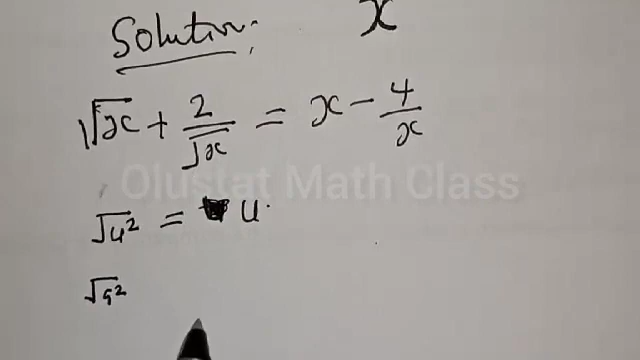 Solution:
x
√x + 2/√x = x - 4/x
Olustat Math Class
√u² = u.
√9²